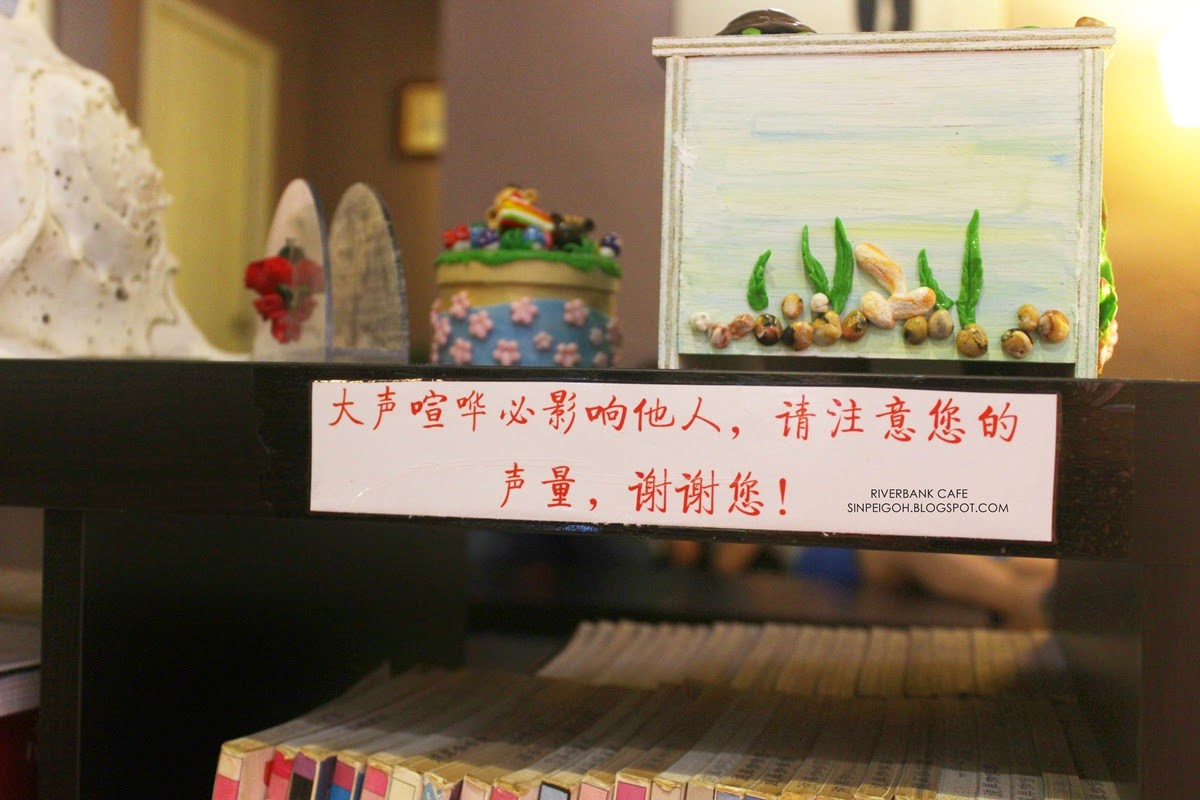 大声喧哗必影响他人，请注意您的
声量，谢谢您！
RIVERBANK CAFE
SINPEIGOH.BLOGSPOT.COM